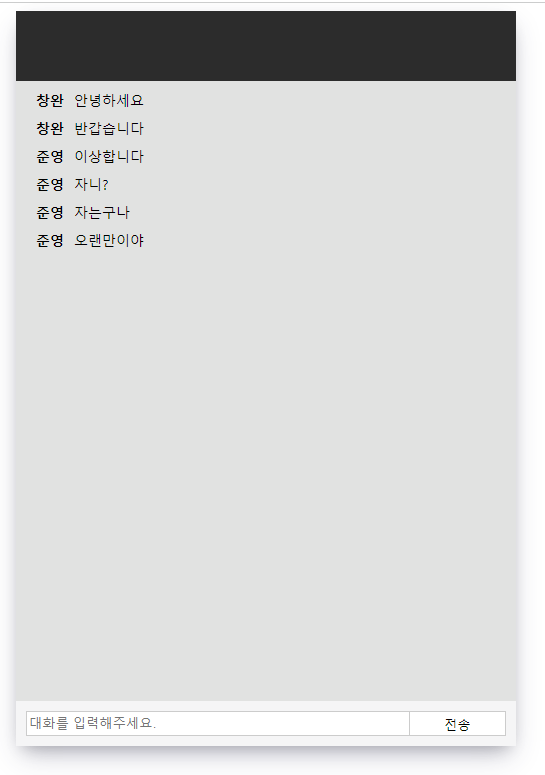 창완 안녕하세요
창완 반갑습니다
준영 이상합니다
준영 자니?
준영 자는구나
준영 오랜만이야
대화를 입력해주세요. 전송